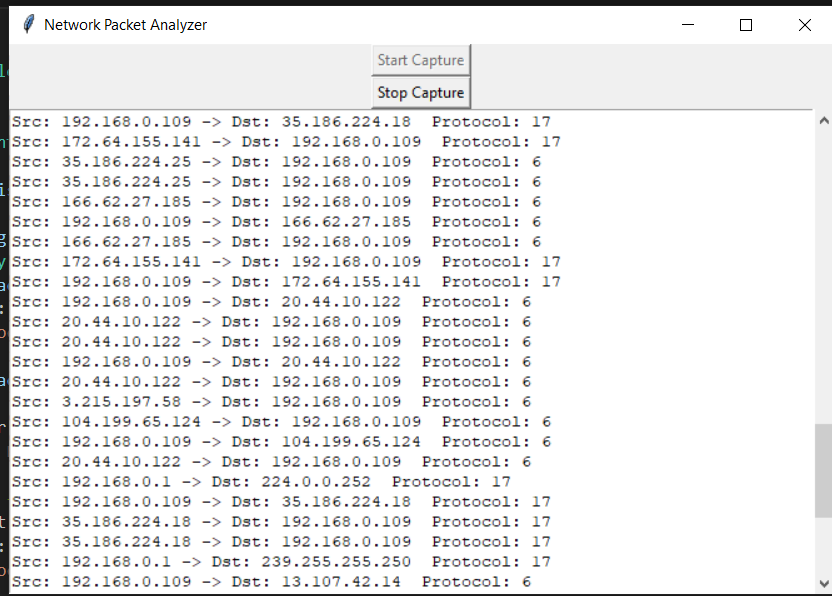 Network Packet Analyzer
Start Capture
Stop Capture
Src: 192.168.0.109 -> Dst: 35.186.224.18  Protocol: 17
Src: 172.64.155.141 -> Dst: 192.168.0.109  Protocol: 17
Src: 35.186.224.25 -> Dst: 192.168.0.109  Protocol: 6
Src: 35.186.224.25 -> Dst: 192.168.0.109  Protocol: 6
Src: 166.62.27.185 -> Dst: 192.168.0.109  Protocol: 6
Src: 192.168.0.109 -> Dst: 166.62.27.185  Protocol: 6
Src: 166.62.27.185 -> Dst: 192.168.0.109  Protocol: 6
Src: 172.64.155.141 -> Dst: 192.168.0.109  Protocol: 17
Src: 192.168.0.109 -> Dst: 172.64.155.141  Protocol: 17
Src: 192.168.0.109 -> Dst: 20.44.10.122  Protocol: 6
Src: 20.44.10.122 -> Dst: 192.168.0.109  Protocol: 6
Src: 20.44.10.122 -> Dst: 192.168.0.109  Protocol: 6
Src: 192.168.0.109 -> Dst: 20.44.10.122  Protocol: 6
Src: 20.44.10.122 -> Dst: 192.168.0.109  Protocol: 6
Src: 3.215.197.58 -> Dst: 192.168.0.109  Protocol: 6
Src: 104.199.65.124 -> Dst: 192.168.0.109  Protocol: 6
Src: 192.168.0.109 -> Dst: 104.199.65.124  Protocol: 6
Src: 20.44.10.122 -> Dst: 192.168.0.109  Protocol: 6
Src: 192.168.0.1 -> Dst: 224.0.0.252  Protocol: 17
Src: 192.168.0.109 -> Dst: 35.186.224.18  Protocol: 17
Src: 35.186.224.18 -> Dst: 192.168.0.109  Protocol: 17
Src: 35.186.224.18 -> Dst: 192.168.0.109  Protocol: 17
Src: 192.168.0.1 -> Dst: 239.255.255.250  Protocol: 17
Src: 192.168.0.109 -> Dst: 13.107.42.14  Protocol: 6